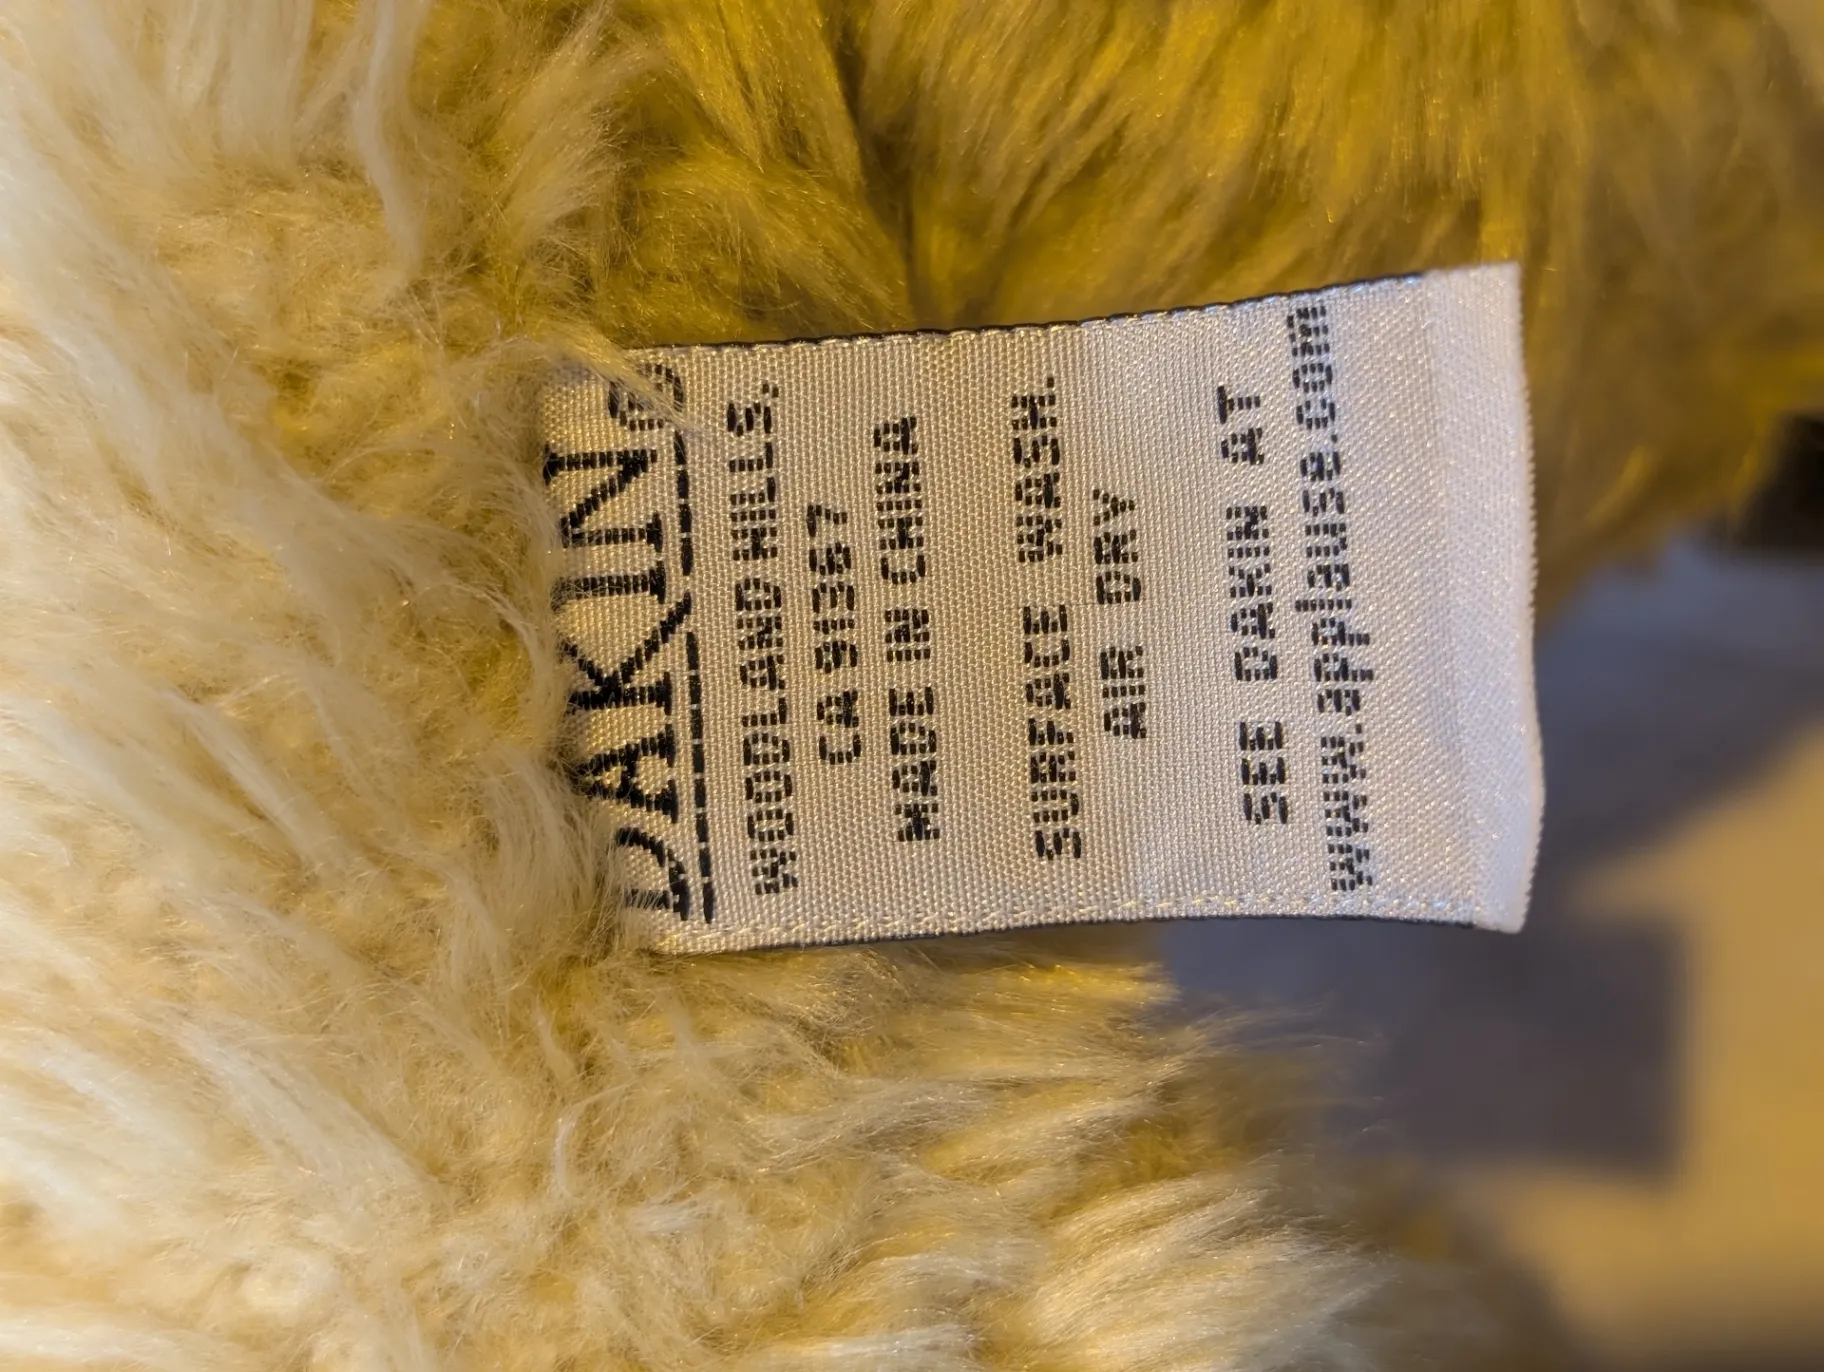 DAKIN®
WOODLAND HILLS,
CA 91367
MADE IN CHINA
SURFACE WASH.
AIR DRY
SEE DAKIN AT
www.applause.com